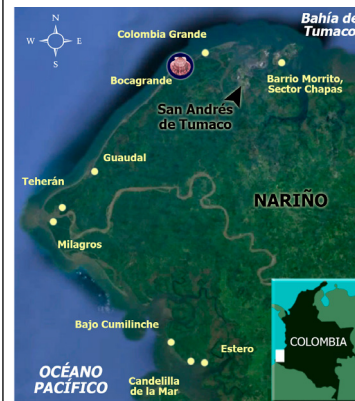 N
W E
S
Bahía de
Tumaco
Colombia Grande
Bocagrande
Barrio Morrito,
Sector Chapas
San Andrés
de Tumaco
Guaudal
Teherán
NARIÑO
Milagros
Bajo Cumilinche
Estero
COLOMBIA
OCÉANO
PACÍFICO
Candelilla
de la Mar